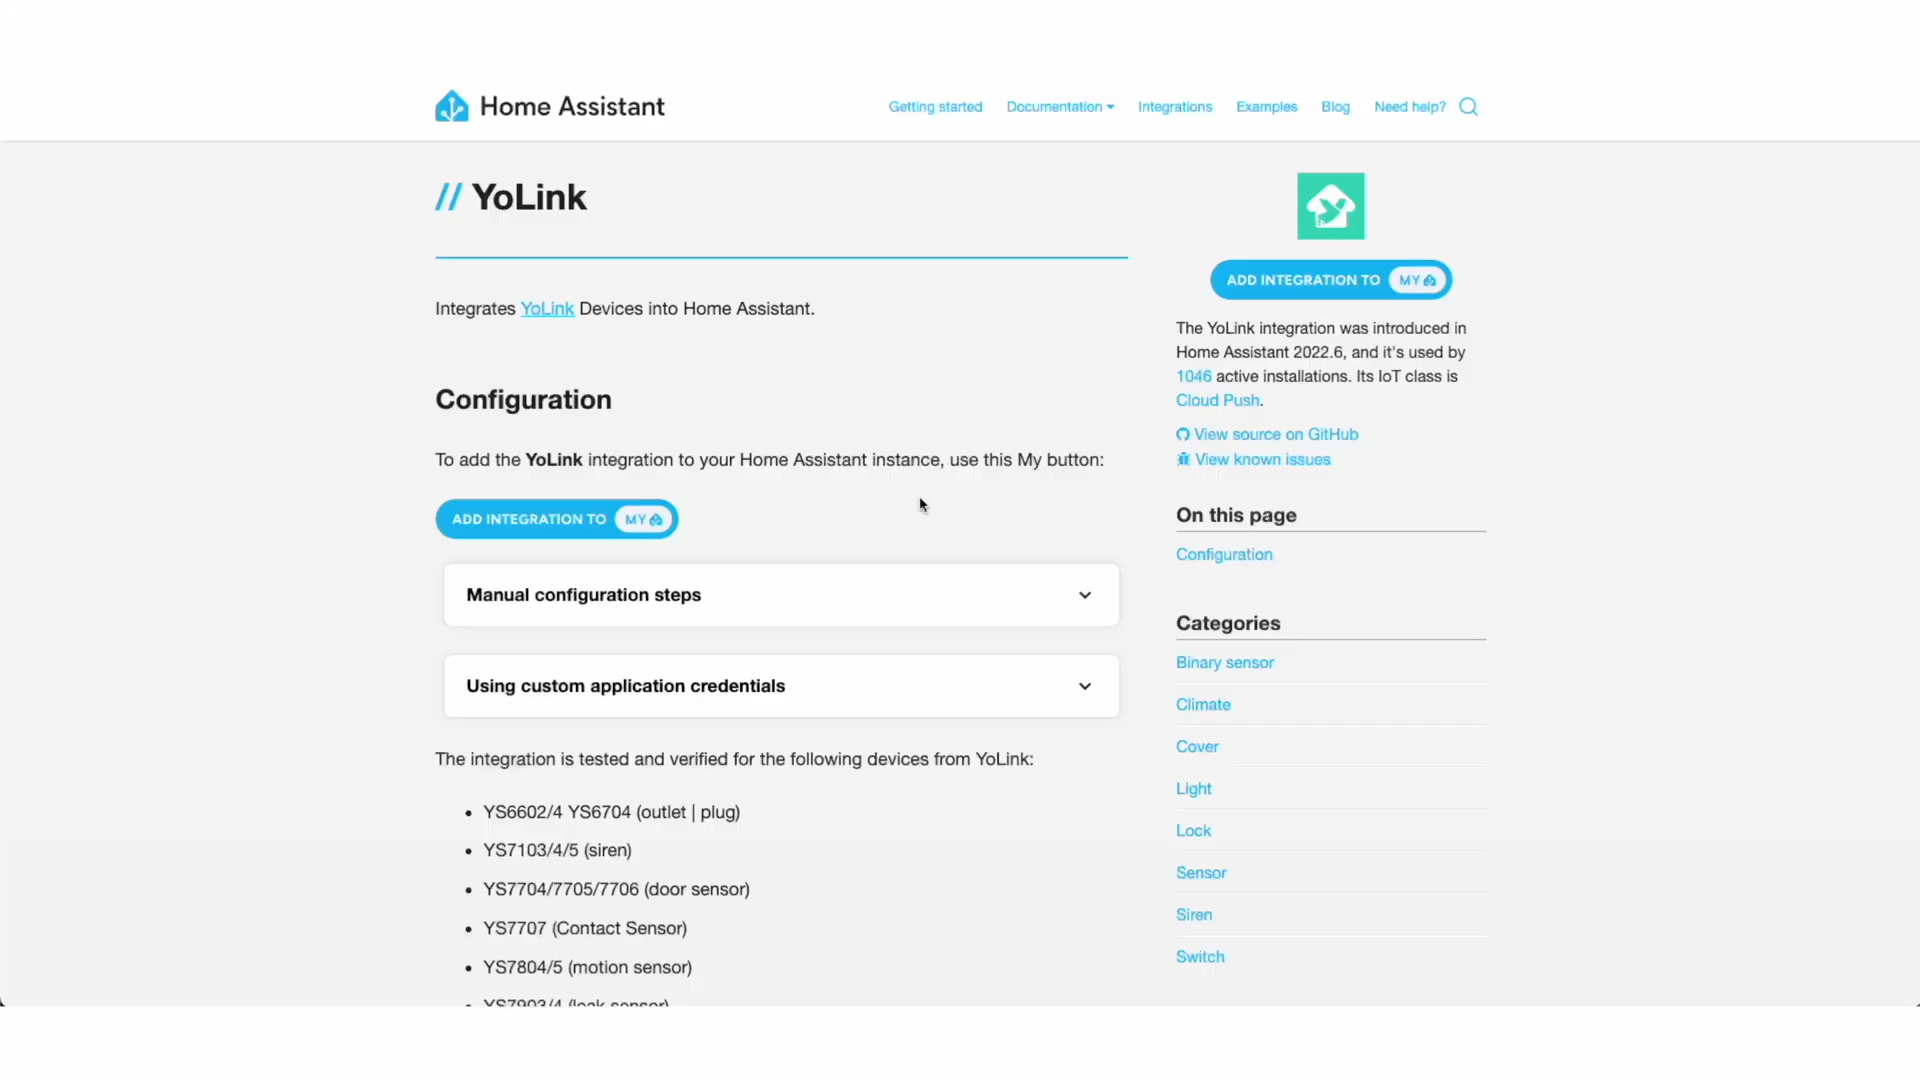 Home Assistant
Getting started
Documentation
Integrations
Examples
Blog
Need help?
// YoLink
Integrates YoLink Devices into Home Assistant.
Configuration
To add the YoLink integration to your Home Assistant instance, use this My button:
ADD INTEGRATION TO MY
Manual configuration steps
Using custom application credentials
The integration is tested and verified for the following devices from YoLink:
• YS6602/4 YS6704 (outlet | plug)
• YS7103/4/5 (siren)
• YS7704/7705/7706 (door sensor)
• YS7707 (Contact Sensor)
• YS7804/5 (motion sensor)
• YS7903/4 (leak sensor)
ADD INTEGRATION TO MY
The YoLink integration was introduced in
Home Assistant 2022.6, and it's used by
1046 active installations. Its IoT class is
Cloud Push.
View source on GitHub
View known issues
On this page
Configuration
Categories
Binary sensor
Climate
Cover
Light
Lock
Sensor
Siren
Switch